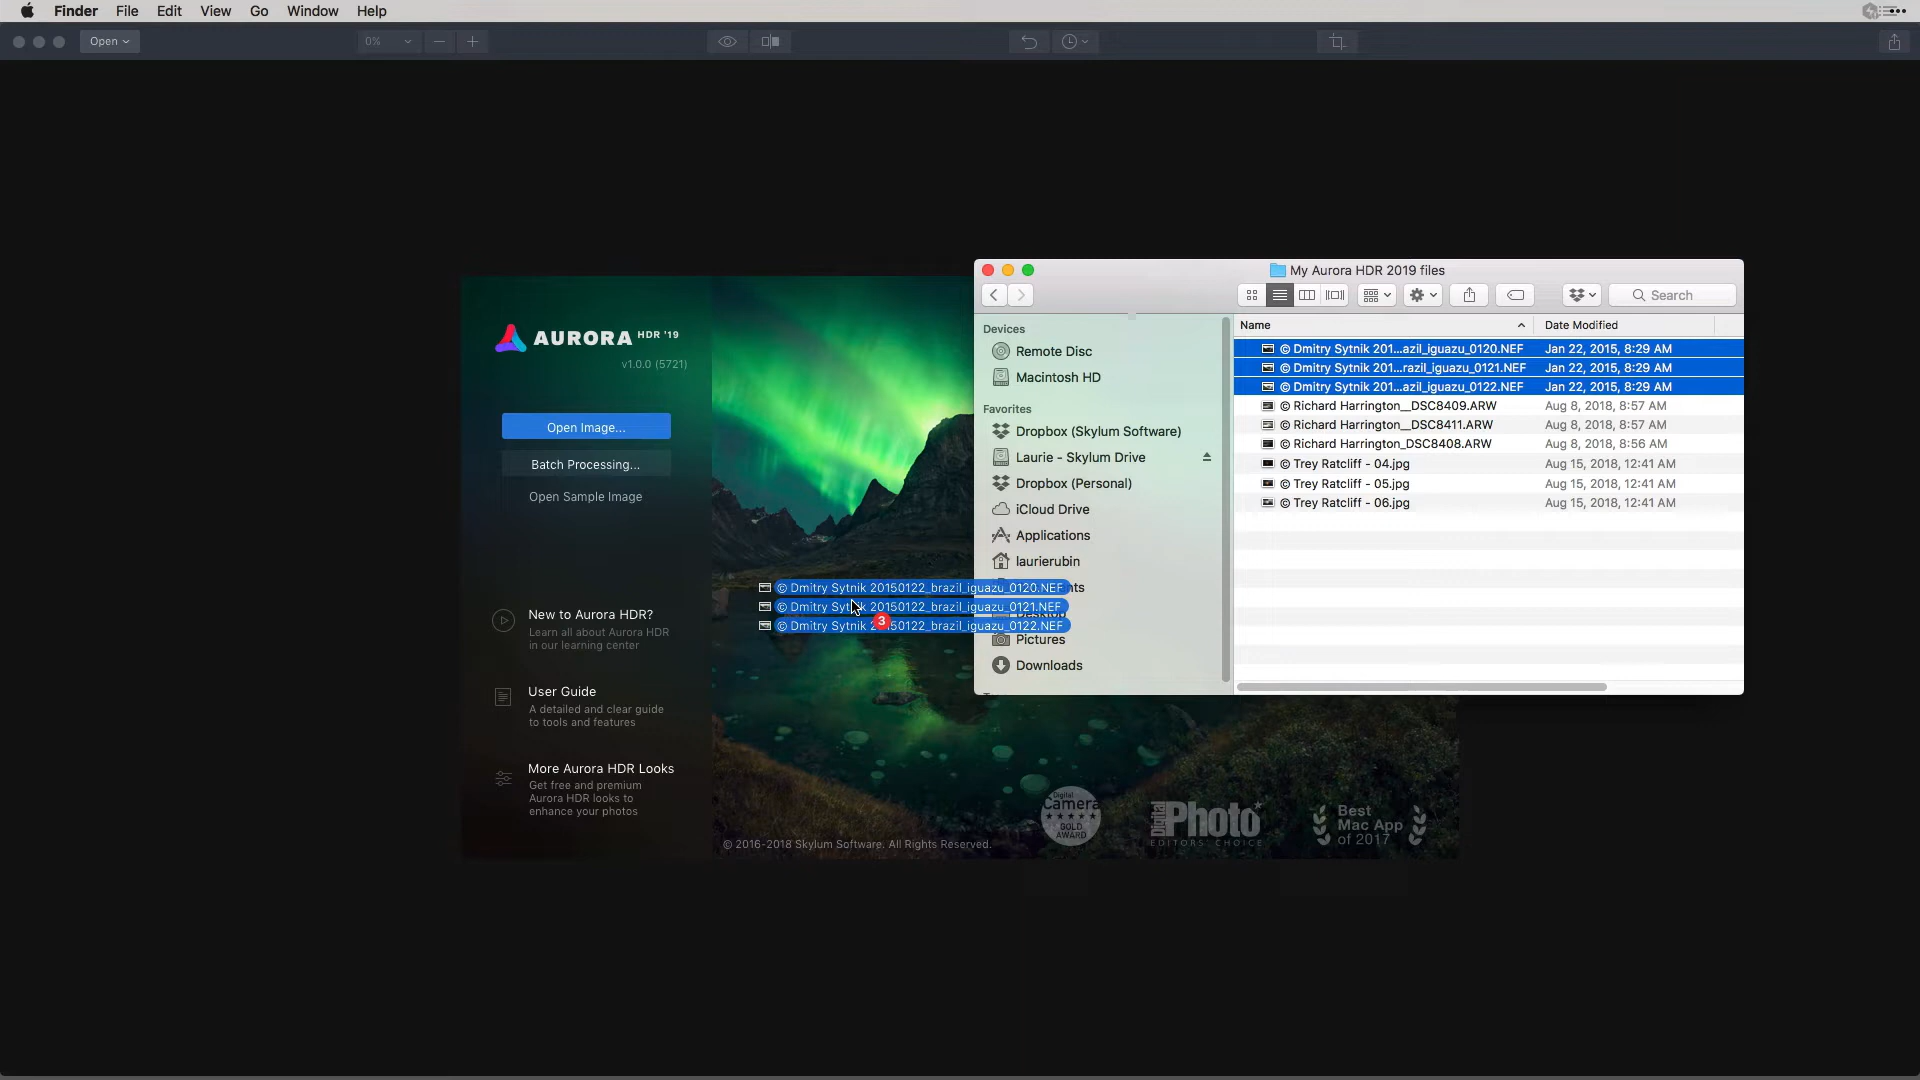 Finder File Edit View Go Window Help
Open
0%
AURORA HDR '19
v1.0.0 (5721)
Open Image...
Batch Processing...
Open Sample Image
New to Aurora HDR?
Learn all about Aurora HDR
in our learning center
User Guide
A detailed and clear guide
to tools and features
More Aurora HDR Looks
Get free and premium
Aurora HDR looks to
enhance your photos
© Dmitry Sytnik 20150122_brazil_iguazu_0120.NEF
© Dmitry Sytnik 20150122_brazil_iguazu_0121.NEF
© Dmitry Sytnik 20150122_brazil_iguazu_0122.NEF
3
© 2016-2018 Skylum Software. All Rights Reserved.
Digital
Camera
GOLD
AWARD
Digital Photo
EDITORS' CHOICE
Best
Mac App
of 2017
My Aurora HDR 2019 files
Search
Devices
Remote Disc
Macintosh HD
Favorites
Dropbox (Skylum Software)
Laurie - Skylum Drive
Dropbox (Personal)
iCloud Drive
Applications
laurierubin
Pictures
Downloads
Name Date Modified
© Dmitry Sytnik 201...azil_iguazu_0120.NEF Jan 22, 2015, 8:29 AM
© Dmitry Sytnik 201...razil_iguazu_0121.NEF Jan 22, 2015, 8:29 AM
© Dmitry Sytnik 201...azil_iguazu_0122.NEF Jan 22, 2015, 8:29 AM
© Richard Harrington__DSC8409.ARW Aug 8, 2018, 8:57 AM
© Richard Harrington__DSC8411.ARW Aug 8, 2018, 8:57 AM
© Richard Harrington_DSC8408.ARW Aug 8, 2018, 8:56 AM
© Trey Ratcliff - 04.jpg Aug 15, 2018, 12:41 AM
© Trey Ratcliff - 05.jpg Aug 15, 2018, 12:41 AM
© Trey Ratcliff - 06.jpg Aug 15, 2018, 12:41 AM